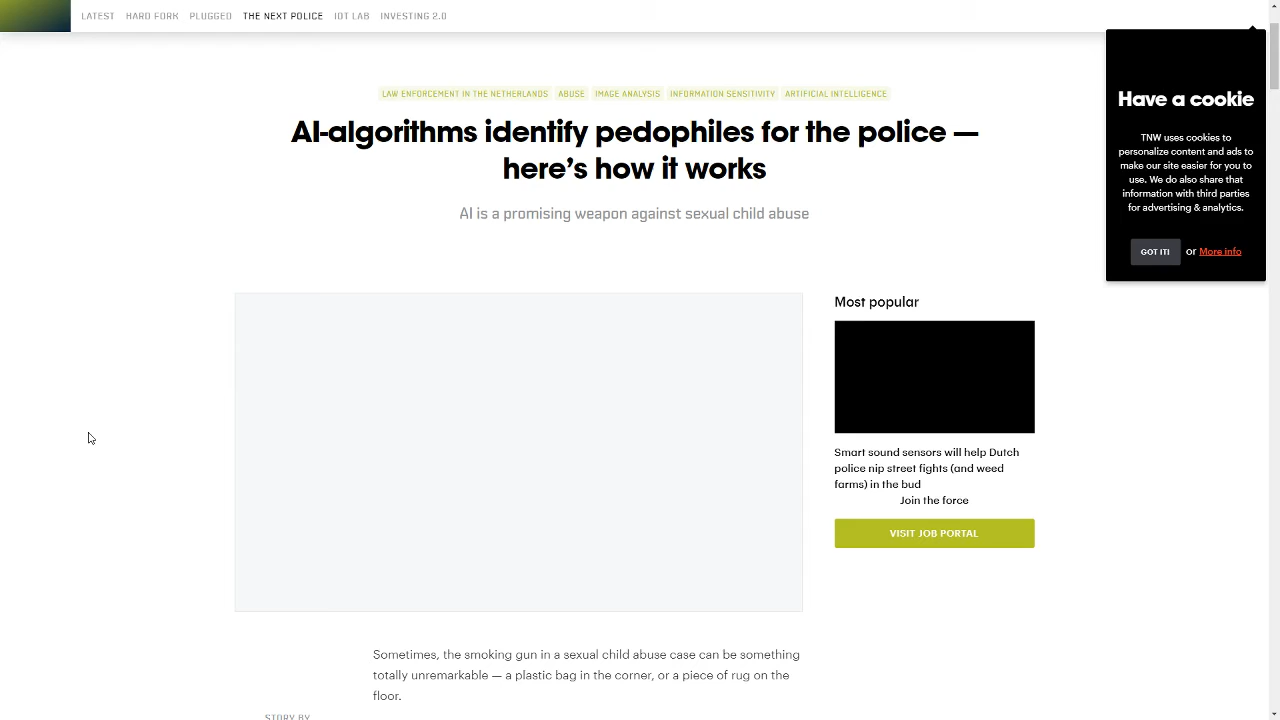 LATEST HARD FORK PLUGGED THE NEXT POLICE IOT LAB INVESTING 2.0
LAW ENFORCEMENT IN THE NETHERLANDS ABUSE IMAGE ANALYSIS INFORMATION SENSITIVITY ARTIFICIAL INTELLIGENCE
AI-algorithms identify pedophiles for the police —
here’s how it works
AI is a promising weapon against sexual child abuse
Have a cookie
TNW uses cookies to
personalize content and ads to
make our site easier for you to
use. We do also share that
information with third parties
for advertising & analytics.
GOT IT! or More info
Most popular
Smart sound sensors will help Dutch
police nip street fights (and weed
farms) in the bud
Join the force
VISIT JOB PORTAL
Sometimes, the smoking gun in a sexual child abuse case can be something
totally unremarkable — a plastic bag in the corner, or a piece of rug on the
floor.
STORY BY